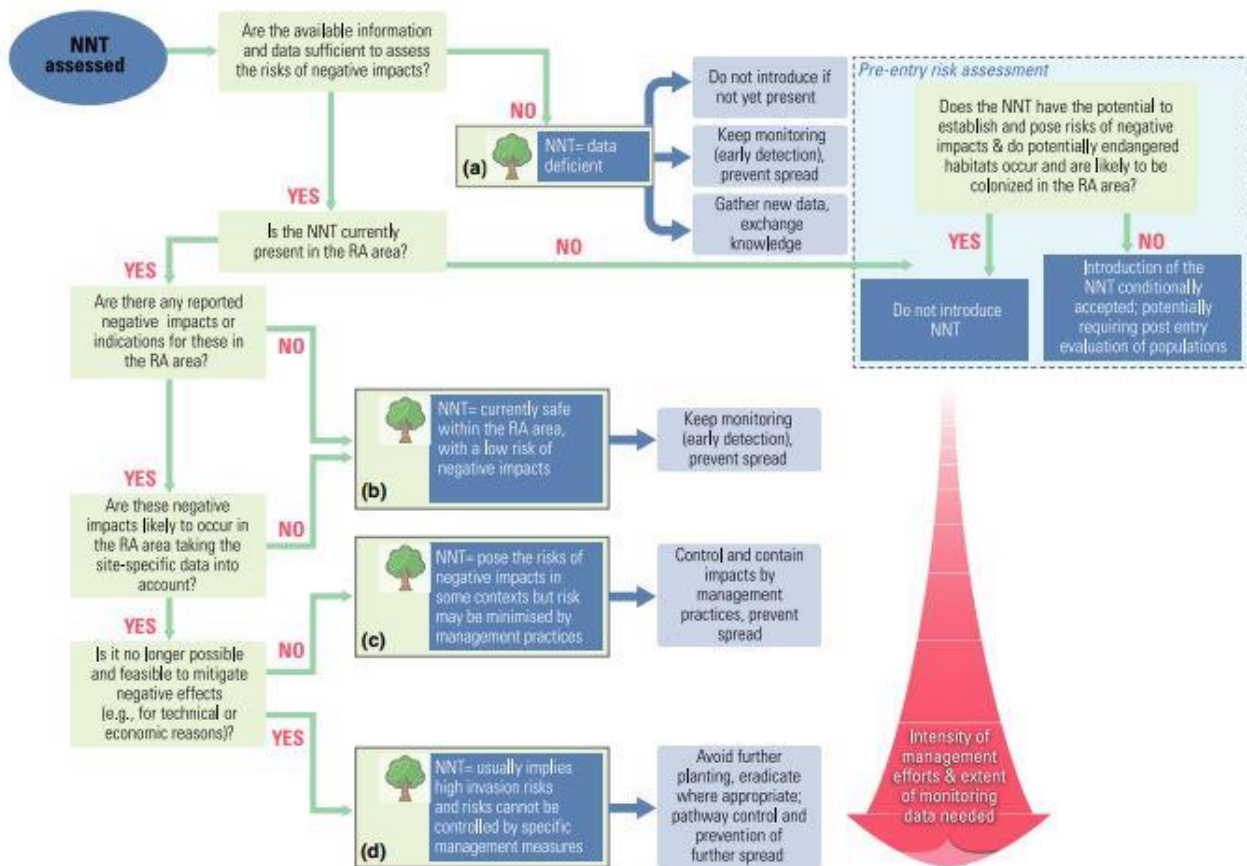 NNT
assessed
Are the available information
and data sufficient to assess
the risks of negative impacts?
NO
YES
(a)
NNT= data
deficient
Do not introduce if
not yet present
Keep monitoring
(early detection),
prevent spread
Gather new data,
exchange
knowledge
Pre-entry risk assessment
Does the NNT have the potential to
establish and pose risks of negative
impacts & do potentially endangered
habitats occur and are likely to be
colonized in the RA area?
YES
NO
Do not introduce
NNT
Introduction of the
NNT conditionally
accepted; potentially
requiring post entry
evaluation of populations
Is the NNT currently
present in the RA area?
NO
YES
Are there any reported
negative impacts or
indications for these in
the RA area?
NO
YES
(b)
NNT= currently safe
within the RA area,
with a low risk of
negative impacts
Keep monitoring
(early detection),
prevent spread
Are these negative
impacts likely to occur in
the RA area taking the
site-specific data into
account?
NO
YES
(c)
NNT= pose the risks of
negative impacts in
some contexts but risk
may be minimised by
management practices
Control and contain
impacts by
management
practices, prevent
spread
Is it no longer possible
and feasible to mitigate
negative effects
(e.g., for technical or
economic reasons)?
NO
YES
(d)
NNT= usually implies
high invasion risks
and risks cannot be
controlled by specific
management measures
Avoid further
planting, eradicate
where appropriate;
pathway control and
prevention of
further spread
Intensity of
management
efforts & extent
of monitoring
data needed